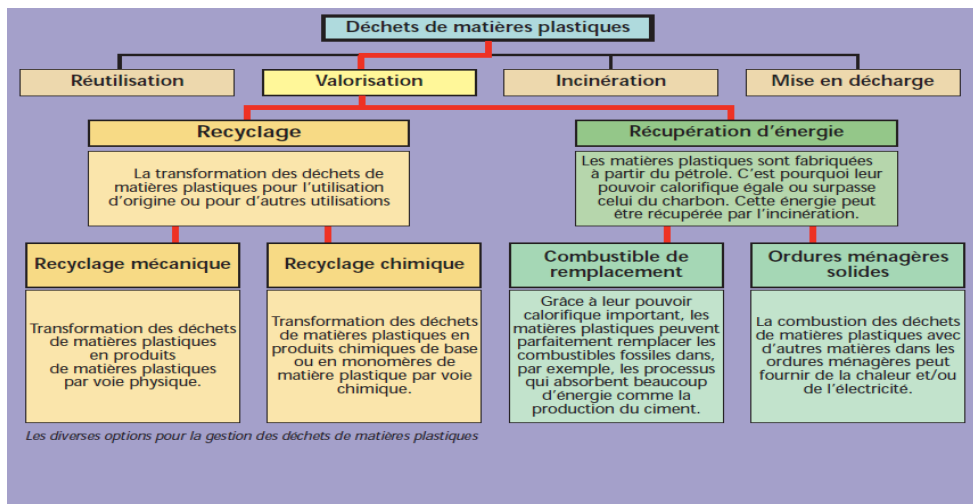 Déchets de matières plastiques
Réutilisation
Valorisation
Incinération
Mise en décharge
Recyclage
La transformation des déchets de
matières plastiques pour l'utilisation
d'origine ou pour d'autres utilisations
Récupération d'énergie
Les matières plastiques sont fabriquées
à partir du pétrole. C'est pourquoi leur
pouvoir calorifique égale ou surpasse
celui du charbon. Cette énergie peut
être récupérée par l'incinération.
Recyclage mécanique
Transformation des déchets
de matières plastiques
en produits
de matières plastiques
par voie physique.
Recyclage chimique
Transformation des déchets
de matières plastiques en
produits chimiques de base
ou en monomères de
matière plastique par voie
chimique.
Combustible de
remplacement
Grâce à leur pouvoir
calorifique important, les
matières plastiques peuvent
parfaitement remplacer les
combustibles fossiles dans,
par exemple, les processus
qui absorbent beaucoup
d'énergie comme la
production du ciment.
Ordures ménagères
solides
La combustion des déchets
de matières plastiques avec
d'autres matières dans les
ordures ménagères peut
fournir de la chaleur et/ou
de l'électricité.
Les diverses options pour la gestion des déchets de matières plastiques